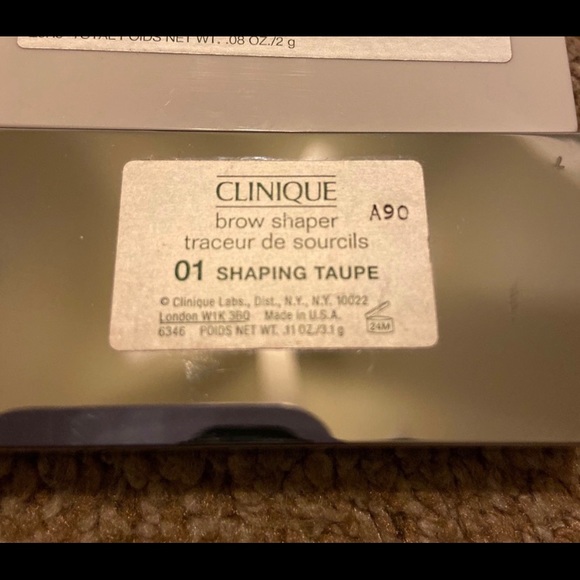 TOTAL POIDS NET WT. .08 OZ./2 g
CLINIQUE
brow shaper
A90
traceur de sourcils
01 SHAPING TAUPE
© Clinique Labs., Dist., N.Y., N.Y. 10022
London W1K 3BQ Made in U.S.A.
6346 POIDS NET WT. .11 OZ./3.1 g
24M